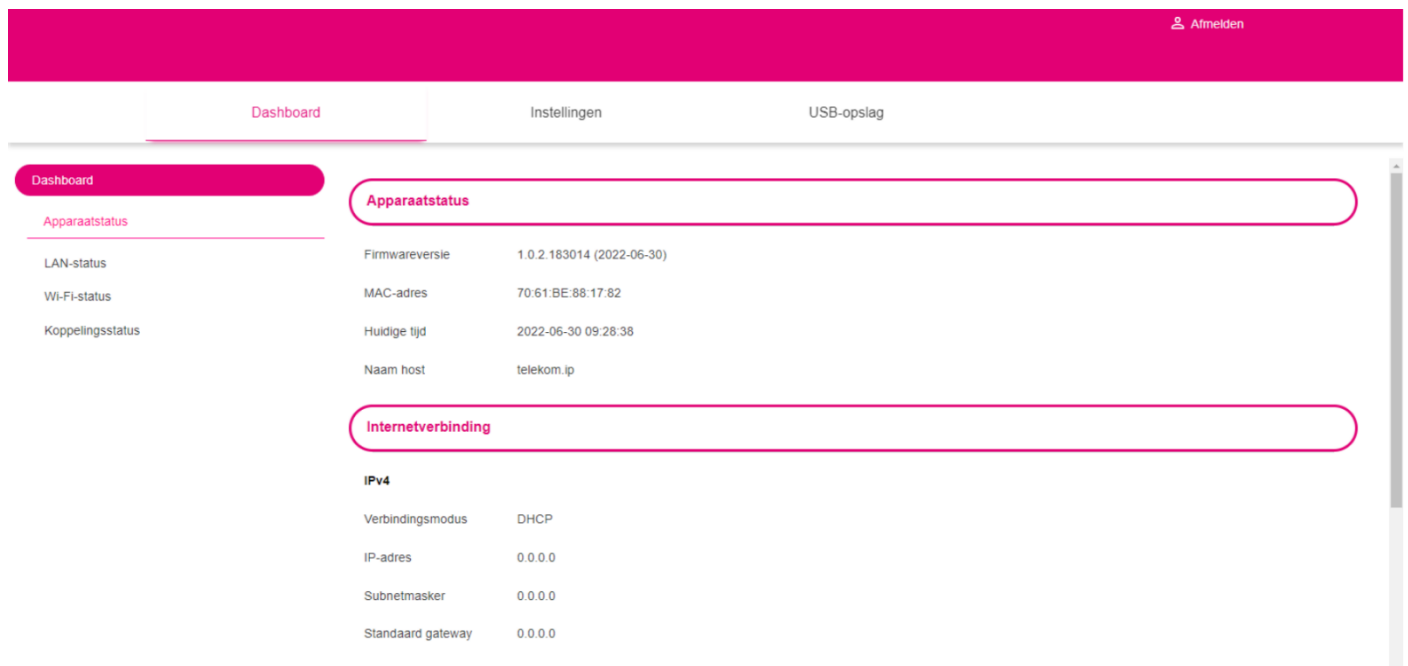 Afmelden
Dashboard Instellingen USB-opslag
Dashboard
Apparaatstatus
LAN-status
Wi-Fi-status
Koppelingsstatus
Apparaatstatus
Firmwareversie 1.0.2.183014 (2022-06-30)
MAC-adres 70:61:BE:88:17:82
Huidige tijd 2022-06-30 09:28:38
Naam host telekom.ip
Internetverbinding
IPv4
Verbindingsmodus DHCP
IP-adres 0.0.0.0
Subnetmasker 0.0.0.0
Standaard gateway 0.0.0.0